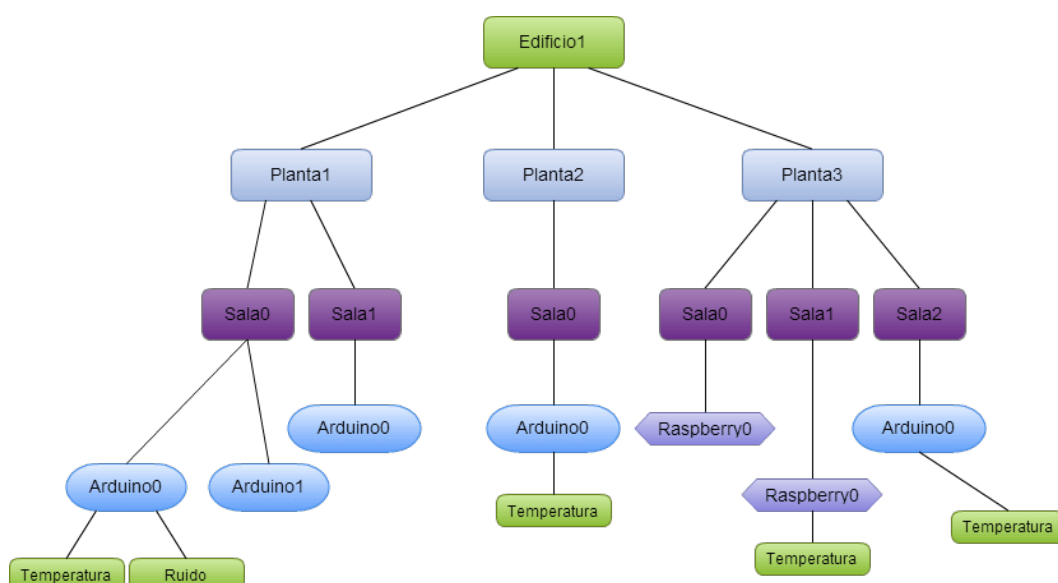 Edificio1
Planta1
Planta2
Planta3
Sala0
Sala1
Sala0
Sala0
Sala1
Sala2
Arduino0
Arduino0
Raspberry0
Arduino0
Arduino0
Arduino1
Raspberry0
Temperatura
Temperatura
Temperatura
Temperatura
Ruido